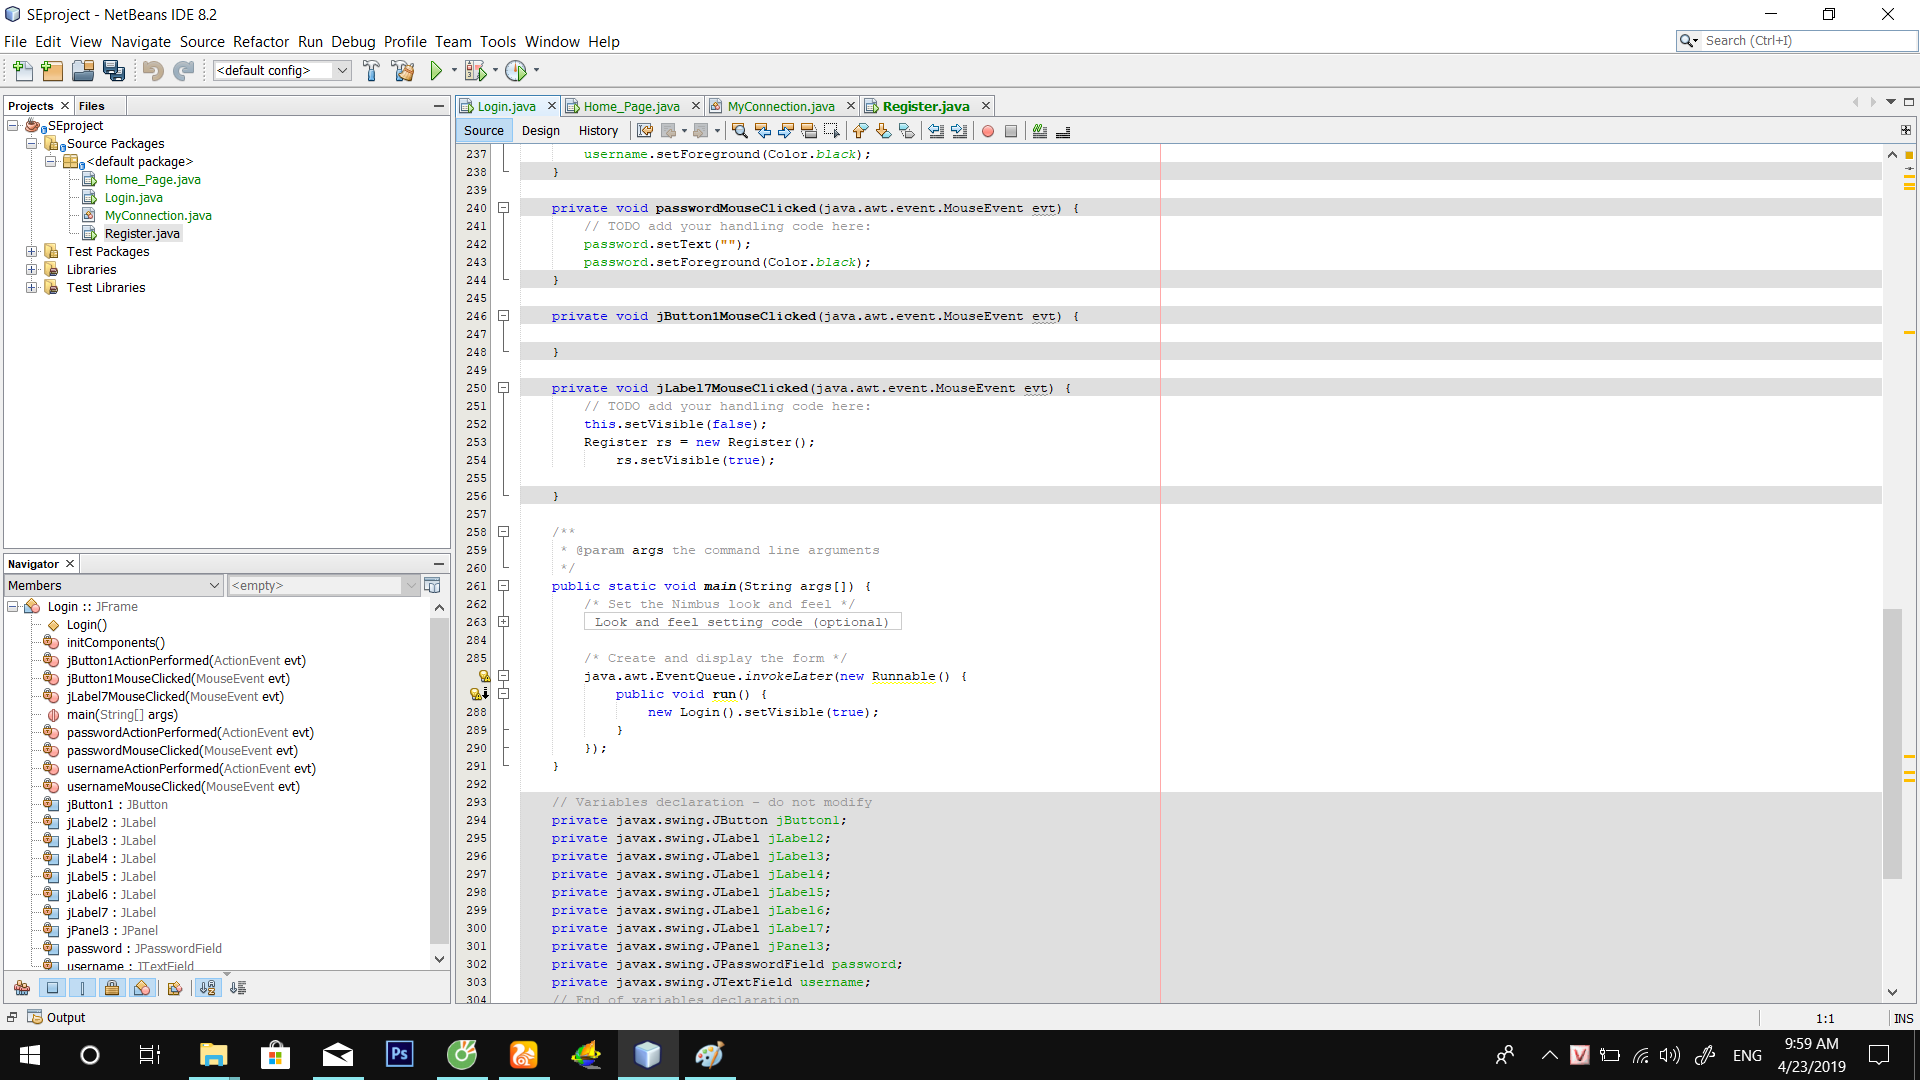 SEproject - NetBeans IDE 8.2
File Edit View Navigate Source Refactor Run Debug Profile Team Tools Window Help
Search (Ctrl+I)
<default config>
Projects Files
SEproject
Source Packages
<default package>
Home_Page.java
Login.java
MyConnection.java
Register.java
Test Packages
Libraries
Test Libraries
Navigator
Members <empty>
Login :: JFrame
Login()
initComponents()
jButton1ActionPerformed(ActionEvent evt)
jButton1MouseClicked(MouseEvent evt)
jLabel7MouseClicked(MouseEvent evt)
main(String[] args)
passwordActionPerformed(ActionEvent evt)
passwordMouseClicked(MouseEvent evt)
usernameActionPerformed(ActionEvent evt)
usernameMouseClicked(MouseEvent evt)
jButton1 : JButton
jLabel2 : JLabel
jLabel3 : JLabel
jLabel4 : JLabel
jLabel5 : JLabel
jLabel6 : JLabel
jLabel7 : JLabel
jPanel3 : JPanel
password : JPasswordField
username : JTextField
Login.java Home_Page.java MyConnection.java Register.java
Source Design History
237 username.setForeground(Color.black);
238 }
239
240 private void passwordMouseClicked(java.awt.event.MouseEvent evt) {
241 // TODO add your handling code here:
242 password.setText("");
243 password.setForeground(Color.black);
244 }
245
246 private void jButton1MouseClicked(java.awt.event.MouseEvent evt) {
247
248 }
249
250 private void jLabel7MouseClicked(java.awt.event.MouseEvent evt) {
251 // TODO add your handling code here:
252 this.setVisible(false);
253 Register rs = new Register();
254 rs.setVisible(true);
255
256 }
257
258 /**
259 * @param args the command line arguments
260 */
261 public static void main(String args[]) {
262 /* Set the Nimbus look and feel */
263 Look and feel setting code (optional)
284
285 /* Create and display the form */
java.awt.EventQueue.invokeLater(new Runnable() {
public void run() {
288 new Login().setVisible(true);
289 }
290 });
291 }
292
293 // Variables declaration - do not modify
294 private javax.swing.JButton jButton1;
295 private javax.swing.JLabel jLabel2;
296 private javax.swing.JLabel jLabel3;
297 private javax.swing.JLabel jLabel4;
298 private javax.swing.JLabel jLabel5;
299 private javax.swing.JLabel jLabel6;
300 private javax.swing.JLabel jLabel7;
301 private javax.swing.JPanel jPanel3;
302 private javax.swing.JPasswordField password;
303 private javax.swing.JTextField username;
304 // End of variables declaration
Output
1:1 INS
Ps
V
ENG
9:59 AM
4/23/2019